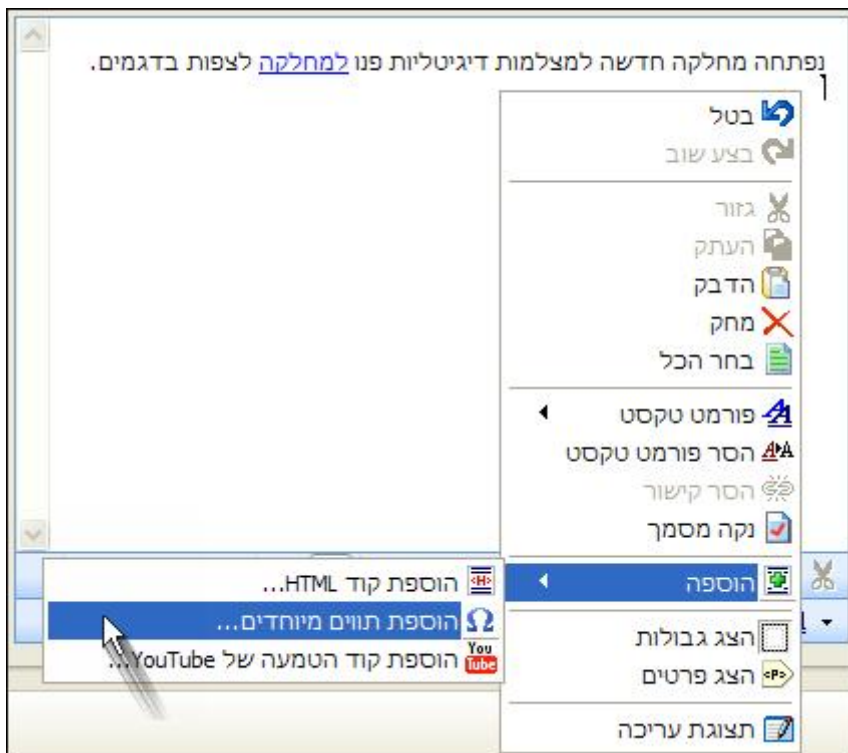 נפתחה מחלקה חדשה למצלמות דיגיטליות פנו למחלקה לצפות בדגמים.
בטל
בצע שוב
גזור
העתק
הדבק
מחק
בחר הכל
פורמט טקסט
הסר פורמט טקסט
הסר קישור
נקה מסמך
הוספה
הוספת קוד HTML...
הוספת תווים מיוחדים...
הוספת קוד הטמעה של YouTube...
הצג גבולות
הצג פרטים
תצוגת עריכה